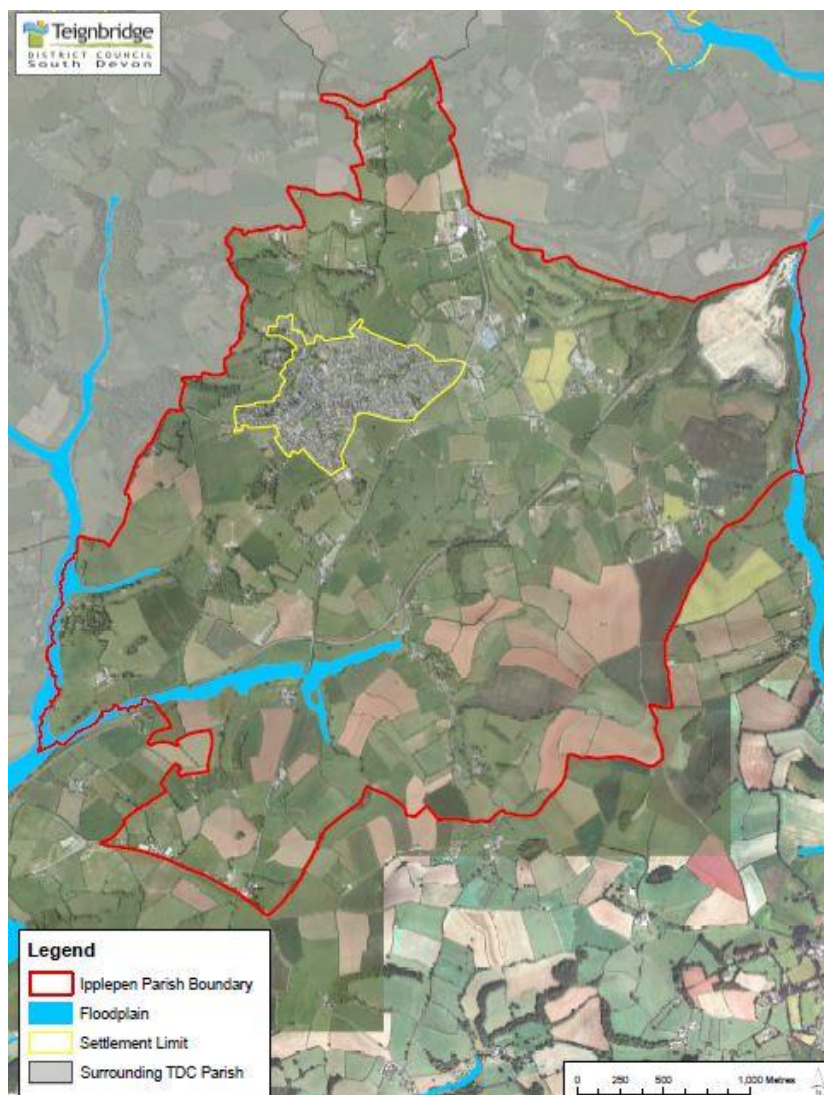 Teignbridge
DISTRICT COUNCIL
South Devon
Legend
Ipplepen Parish Boundary
Floodplain
Settlement Limit
Surrounding TDC Parish
0 250 500 1,000 Metres